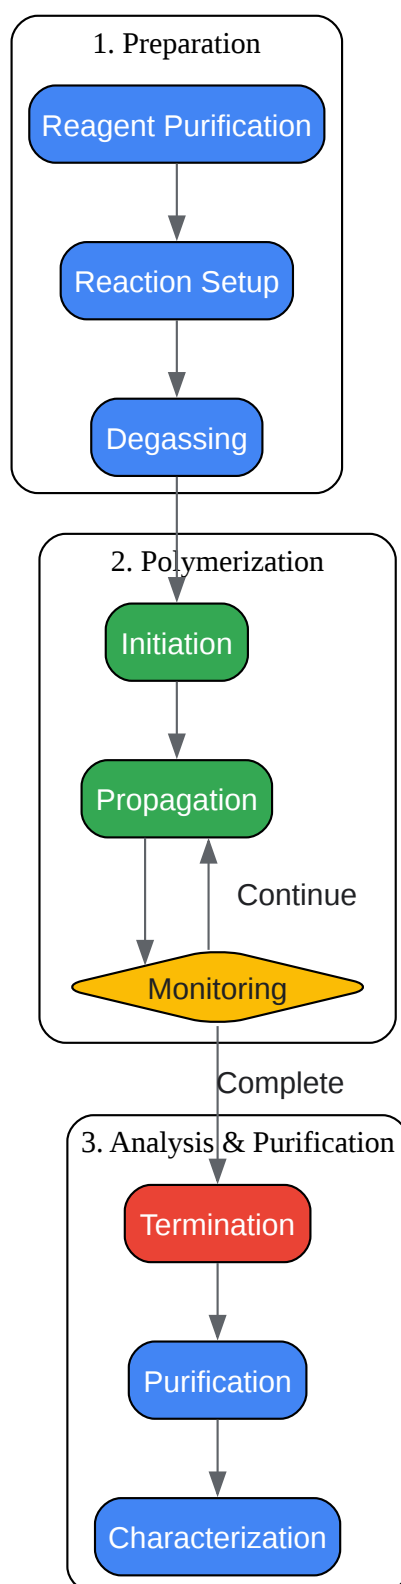 1. Preparation
Reagent Purification
Reaction Setup
Degassing
2. Polymerization
Initiation
Propagation
Continue
Monitoring
Complete
3. Analysis & Purification
Termination
Purification
Characterization